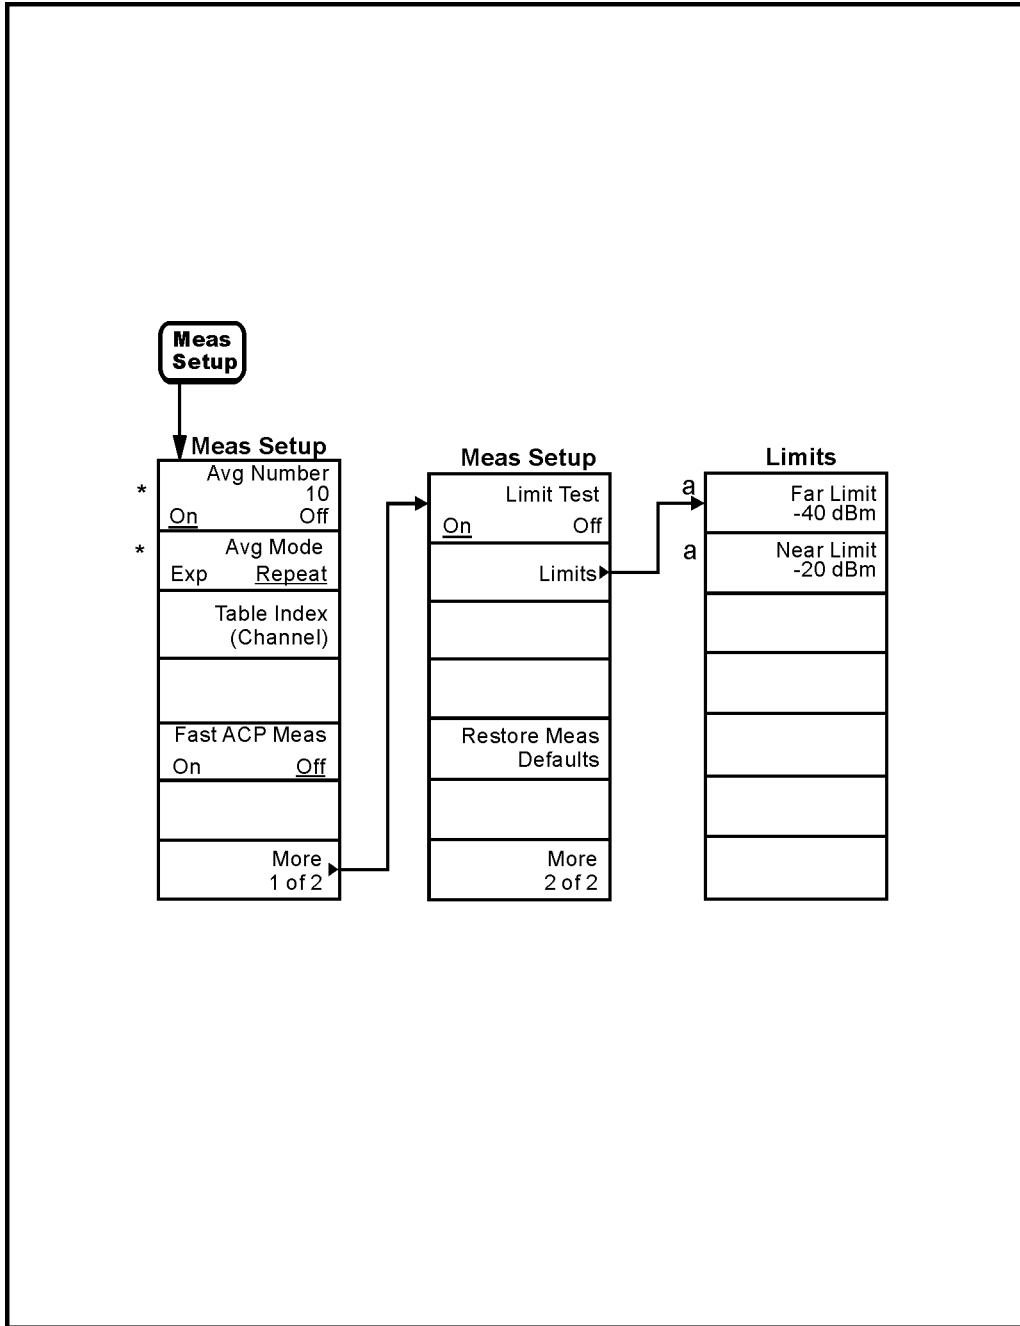 Meas
Setup
Meas Setup
* Avg Number
10
On Off
* Avg Mode
Exp Repeat
Table Index
(Channel)
Fast ACP Meas
On Off
More
1 of 2
Meas Setup
Limit Test
On Off
Limits
Restore Meas
Defaults
More
2 of 2
Limits
a Far Limit
-40 dBm
a Near Limit
-20 dBm